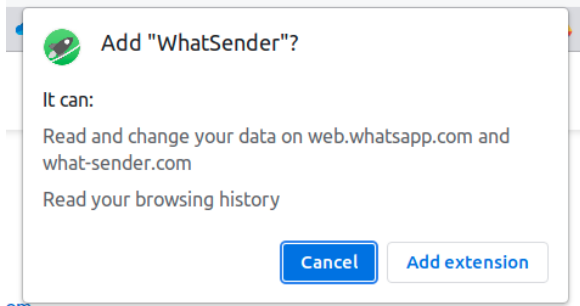 Add "WhatSender"?
It can:
Read and change your data on web.whatsapp.com and
what-sender.com
Read your browsing history
Cancel
Add extension